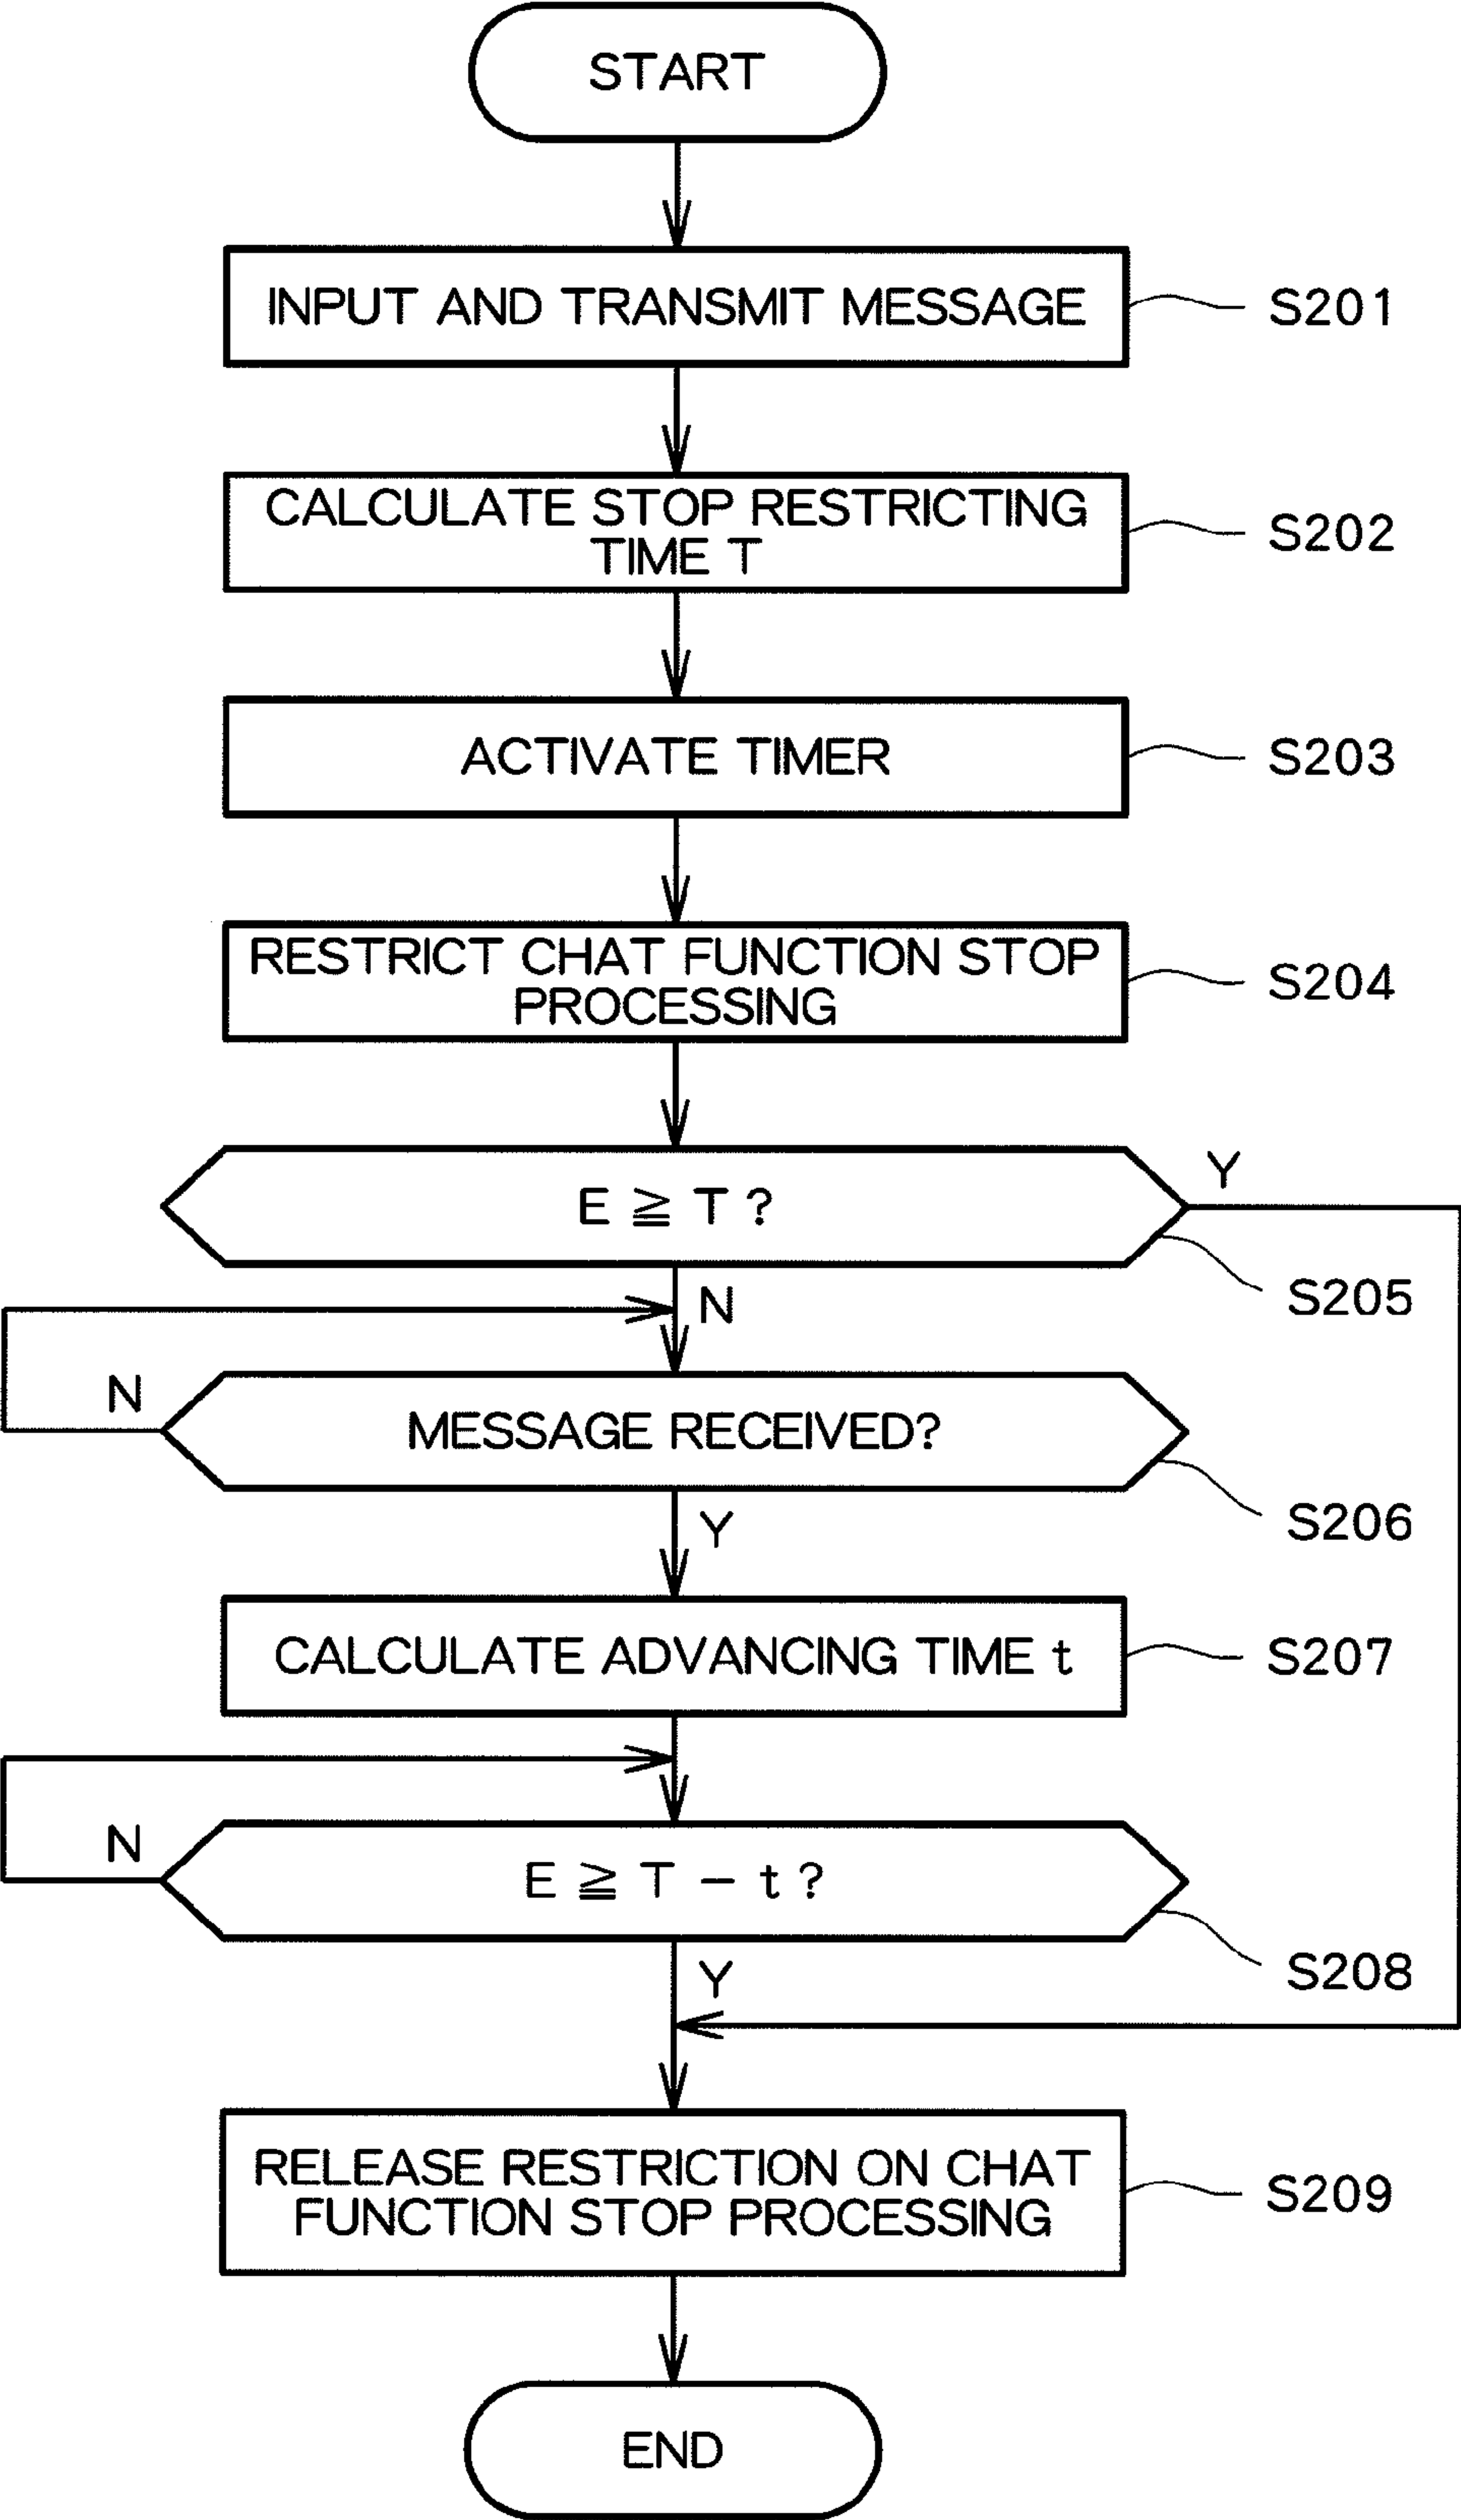 START
INPUT AND TRANSMIT MESSAGE
S201
CALCULATE STOP RESTRICTING
TIME T
S202
ACTIVATE TIMER
S203
RESTRICT CHAT FUNCTION STOP
PROCESSING
S204
E ≧ T ?
Y
S205
N
N
MESSAGE RECEIVED?
S206
Y
CALCULATE ADVANCING TIME t
S207
N
E ≧ T - t ?
S208
Y
RELEASE RESTRICTION ON CHAT
FUNCTION STOP PROCESSING
S209
END